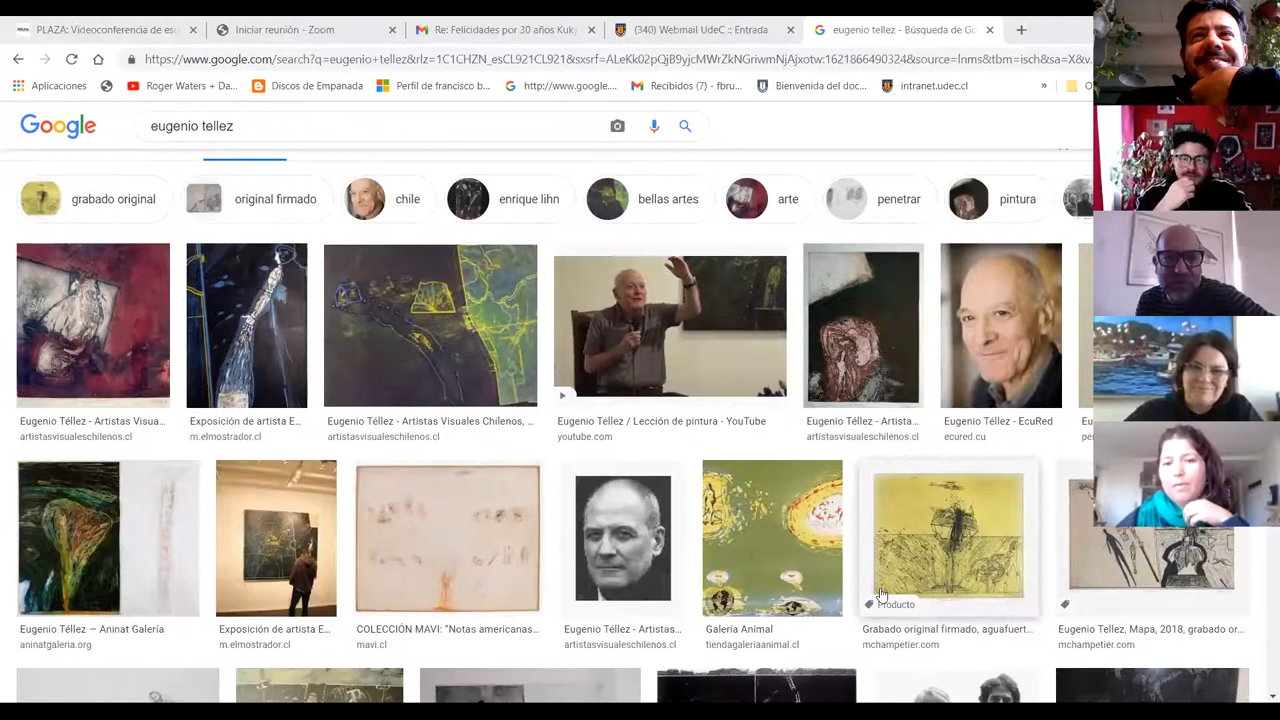 PLAZA: Videoconferencia de es
Iniciar reunión - Zoom
Re: Felicidades por 30 años Kuky
(340) Webmail UdeC :: Entrada
eugenio tellez - Búsqueda de Go
https://www.google.com/search?q=eugenio+tellez&rlz=1C1CHZN_esCL921CL921&sxsrf=ALeKk02pQjB9yjcMWrZkNGriwmNjAjxotw:1621866490324&source=lnms&tbm=isch&sa=X&v.
Aplicaciones
Roger Waters + Da...
Discos de Empanada
Perfil de francisco b...
http://www.google....
Recibidos (7) - fbru...
Bienvenida del doc...
intranet.udec.cl
»
Google
eugenio tellez
grabado original
original firmado
chile
enrique lihn
bellas artes
arte
penetrar
pintura
Eugenio Téllez - Artistas Visua...
artistasvisualeschilenos.cl
Exposición de artista E...
m.elmostrador.cl
Eugenio Téllez - Artistas Visuales Chilenos, ...
artistasvisualeschilenos.cl
Eugenio Téllez / Lección de pintura - YouTube
youtube.com
Eugenio Téllez - Artista...
artistasvisualeschilenos.cl
Eugenio Téllez - EcuRed
ecured.cu
Eugenio Téllez — Aninat Galería
aninatgaleria.org
Exposición de artista E...
m.elmostrador.cl
COLECCIÓN MAVI: “Notas americanas...
mavi.cl
Eugenio Téllez - Artistas...
artistasvisualeschilenos.cl
Galería Animal
tiendagaleriaanimal.cl
Producto
Grabado original firmado, aguafuert...
mchampetier.com
Eugenio Tellez, Mapa, 2018, grabado or...
mchampetier.com